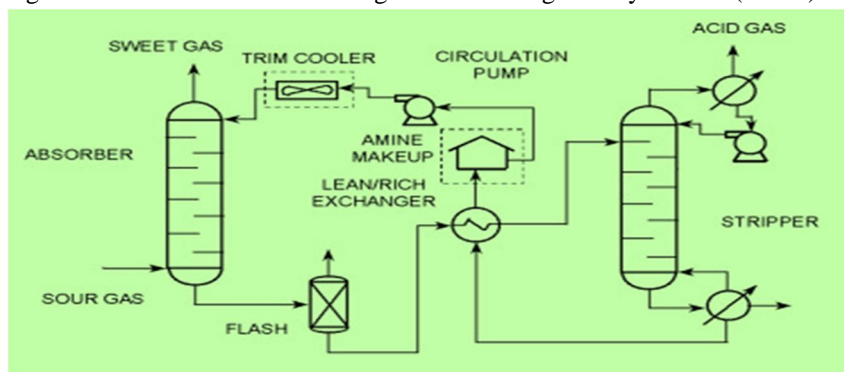 SWEET GAS
TRIM COOLER
CIRCULATION
PUMP
ACID GAS
ABSORBER
AMINE
MAKEUP
LEAN/RICH
EXCHANGER
STRIPPER
SOUR GAS
FLASH